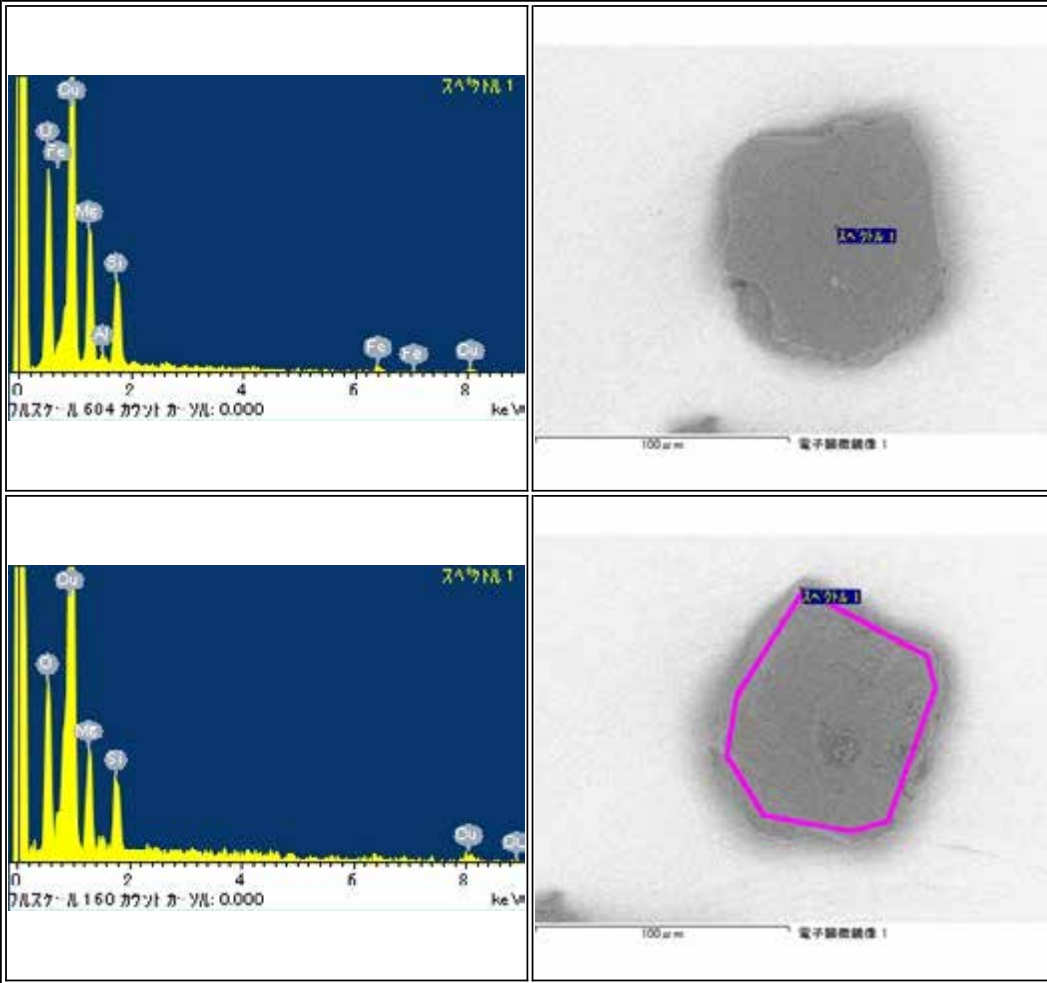 スペクトル 1
Cu
O
Fe
Mg
Si
Al
Fe
Fe
Cu
0 2 4 6 8
フルスケール 604 カウント カーソル: 0.000 keV
スペクトル 1
100μm 電子顕微鏡像 1
スペクトル 1
Cu
O
Mg
Si
Cu
Cu
0 2 4 6 8
フルスケール 160 カウント カーソル: 0.000 keV
スペクトル 1
100μm 電子顕微鏡像 1